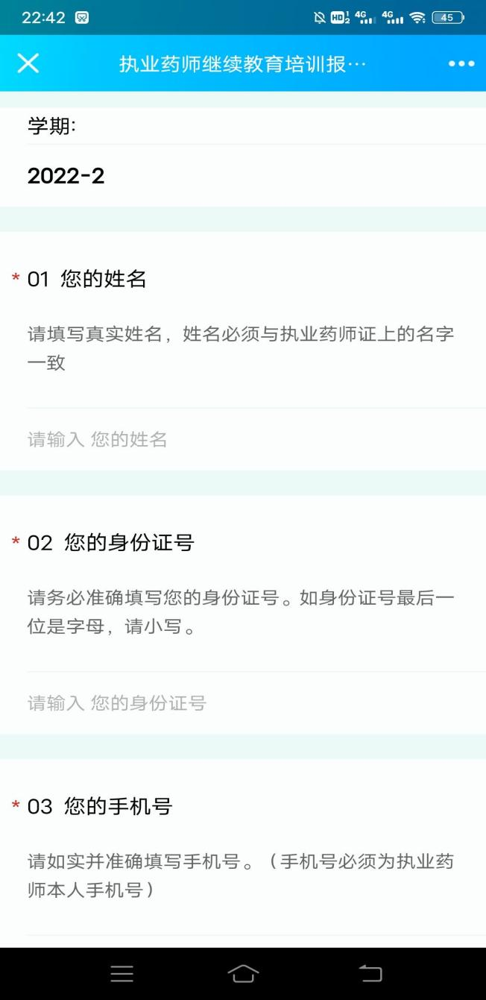 22:42
HD 1 2 4G 4G 45
执业药师继续教育培训报…
学期:
2022-2
* 01 您的姓名
请填写真实姓名，姓名必须与执业药师证上的名字
一致
请输入 您的姓名
* 02 您的身份证号
请务必准确填写您的身份证号。如身份证号最后一
位是字母，请小写。
请输入 您的身份证号
* 03 您的手机号
请如实并准确填写手机号。（手机号必须为执业药
师本人手机号）